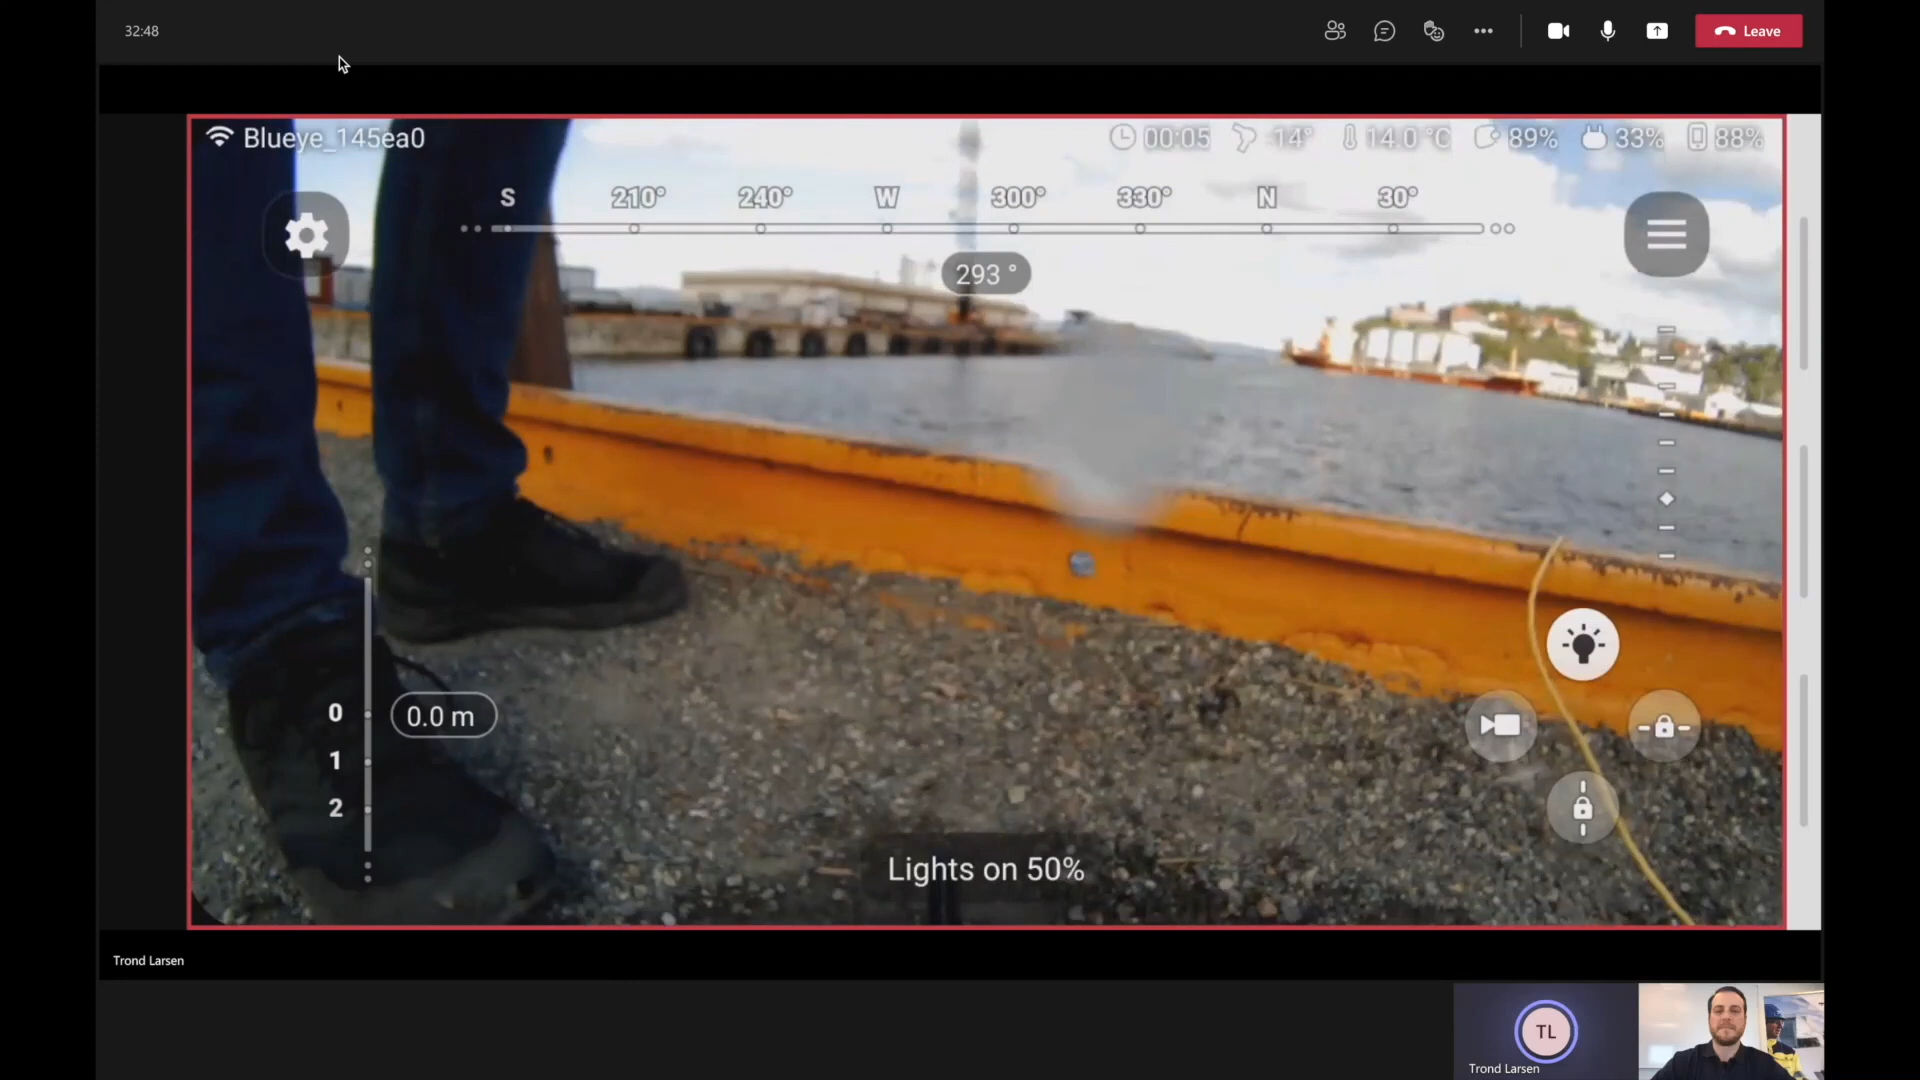 32:48
Leave
Blueye_145ea0
00:05 -14° 14.0 °C 89% 33% 88%
S 210° 240° W 300° 330° N 30°
293 °
0
0.0 m
1
2
Lights on 50%
Trond Larsen
TL
Trond Larsen